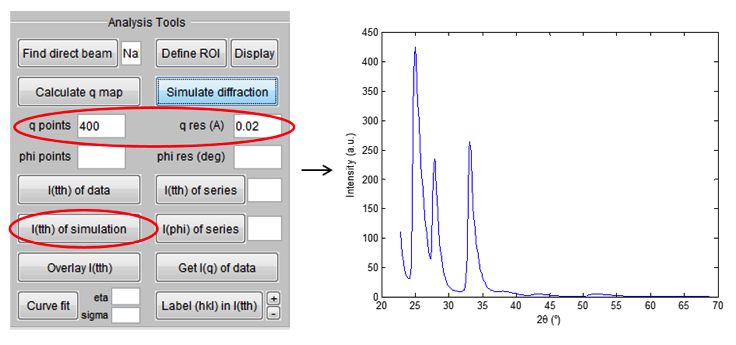 Analysis Tools
Find direct beam Na Define ROI Display
Calculate q map Simulate diffraction
q points 400 q res (A) 0.02
phi points phi res (deg)
I(tth) of data I(tth) of series
I(tth) of simulation I(phi) of series
Overlay I(tth) Get I(q) of data
Curve fit eta sigma Label (hkl) in I(tth) + -
450
400
350
300
250
200
150
100
50
0
Intensity (a.u.)
20 25 30 35 40 45 50 55 60 65 70
2θ (°)